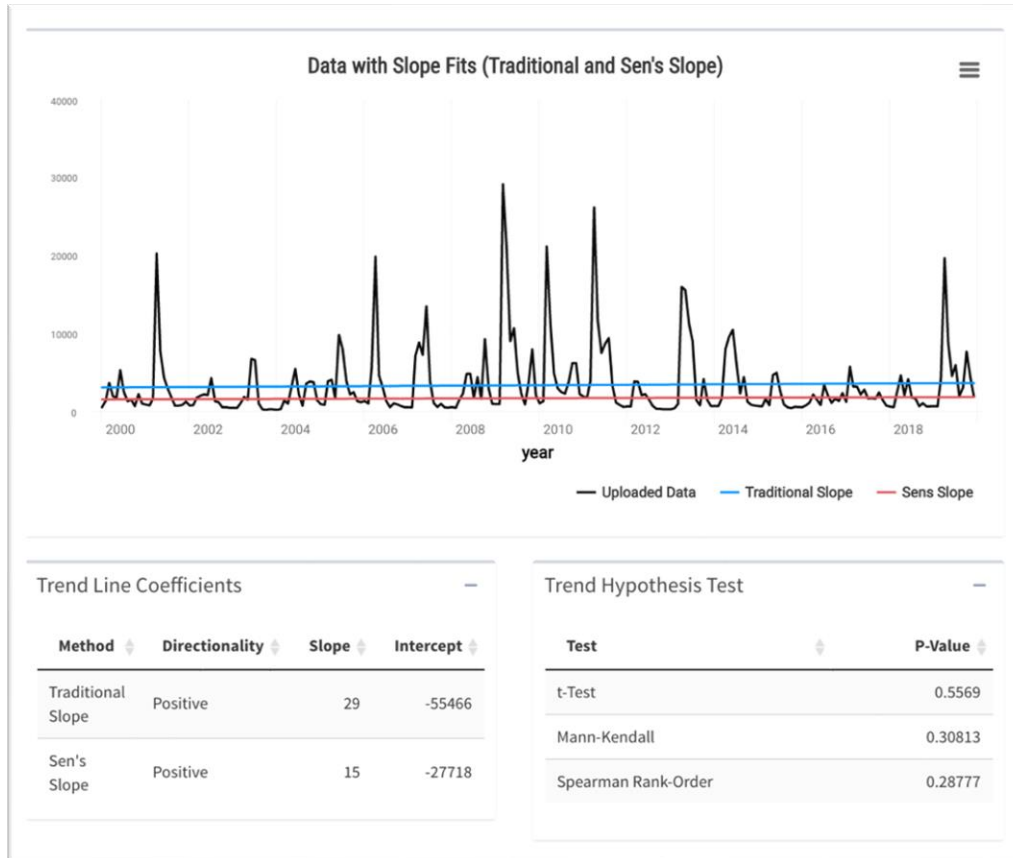 Data with Slope Fits (Traditional and Sen's Slope)
40000
30000
20000
10000
0
2000 2002 2004 2006 2008 2010 2012 2014 2016 2018
year
Uploaded Data Traditional Slope Sens Slope
Trend Line Coefficients
Method Directionality Slope Intercept
Traditional
Slope
Positive 29 -55466
Sen's
Slope
Positive 15 -27718
Trend Hypothesis Test
Test P-Value
t-Test 0.5569
Mann-Kendall 0.30813
Spearman Rank-Order 0.28777